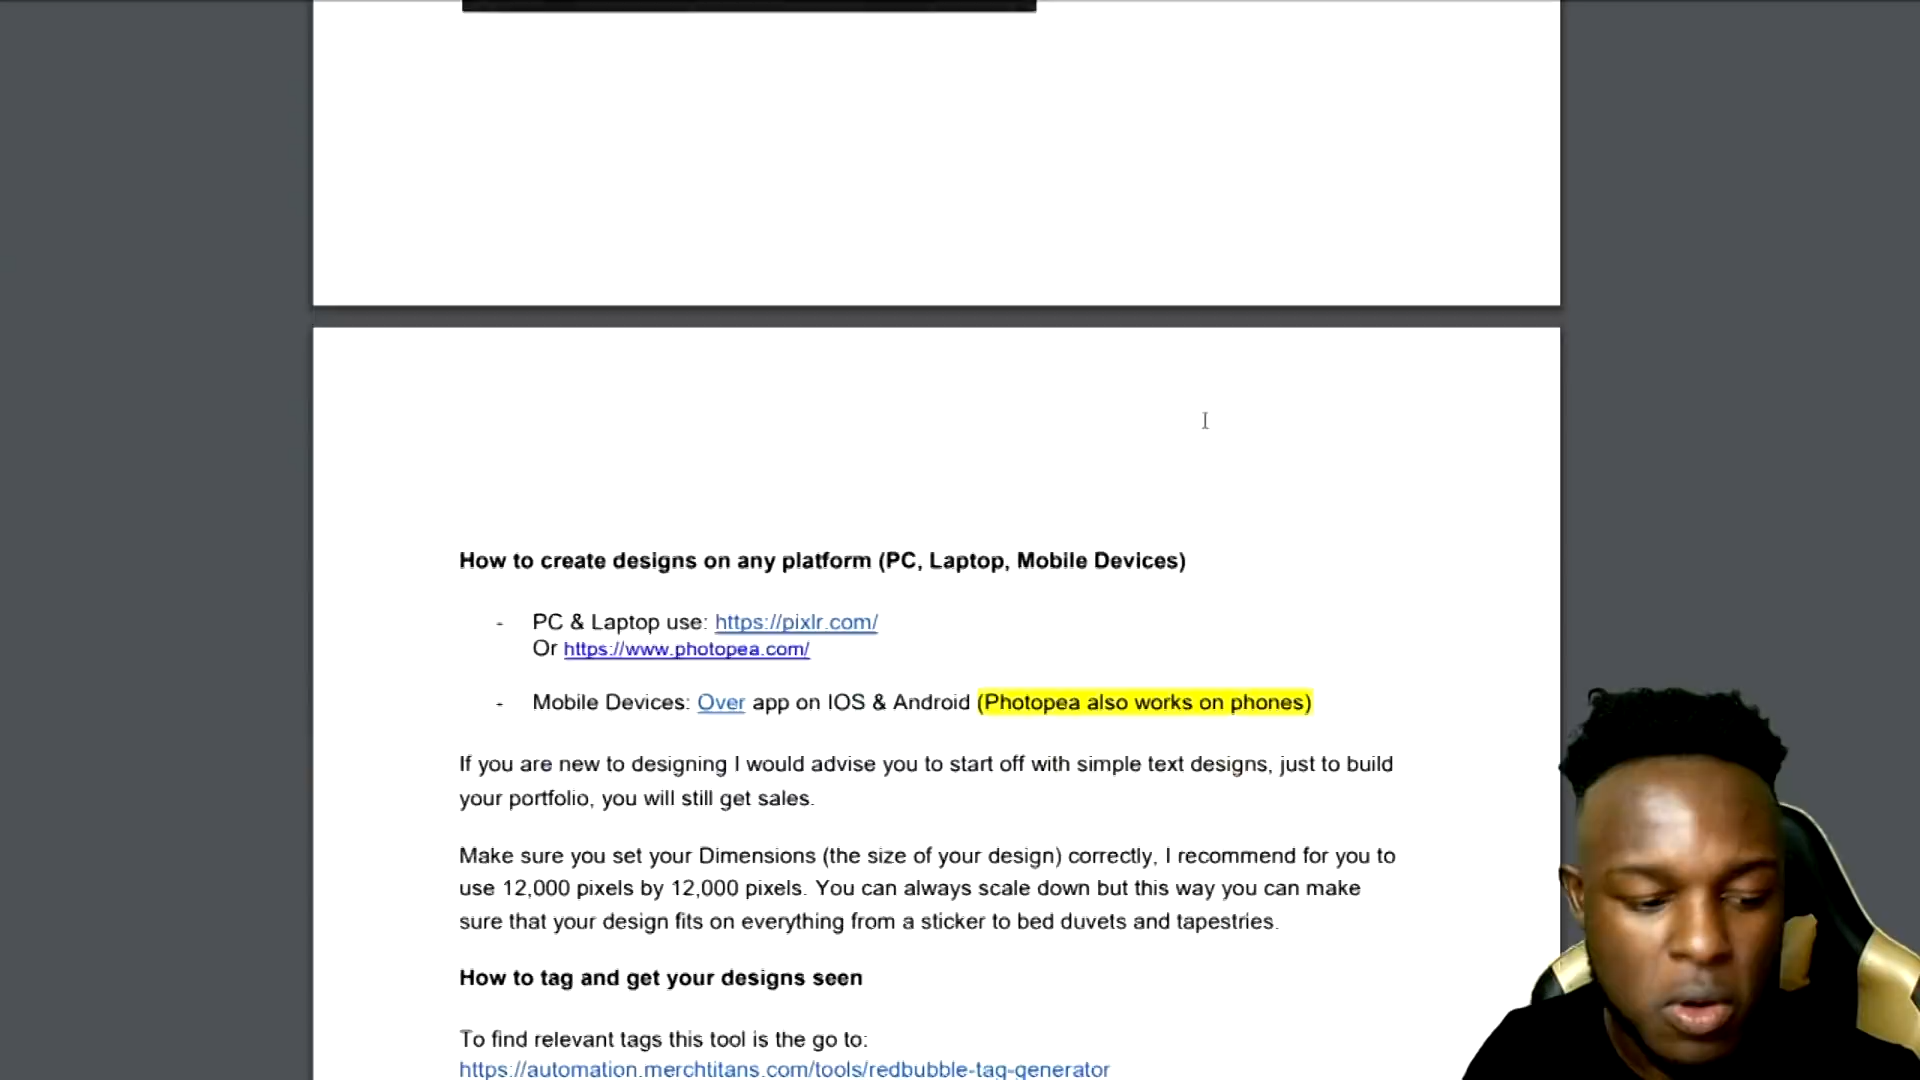 How to create designs on any platform (PC, Laptop, Mobile Devices)
- PC & Laptop use: https://pixlr.com/
Or https://www.photopea.com/
- Mobile Devices: Over app on IOS & Android (Photopea also works on phones)
If you are new to designing I would advise you to start off with simple text designs, just to build
your portfolio, you will still get sales.
Make sure you set your Dimensions (the size of your design) correctly, I recommend for you to
use 12,000 pixels by 12,000 pixels. You can always scale down but this way you can make
sure that your design fits on everything from a sticker to bed duvets and tapestries.
How to tag and get your designs seen
To find relevant tags this tool is the go to:
https://automation.merchtitans.com/tools/redbubble-tag-generator